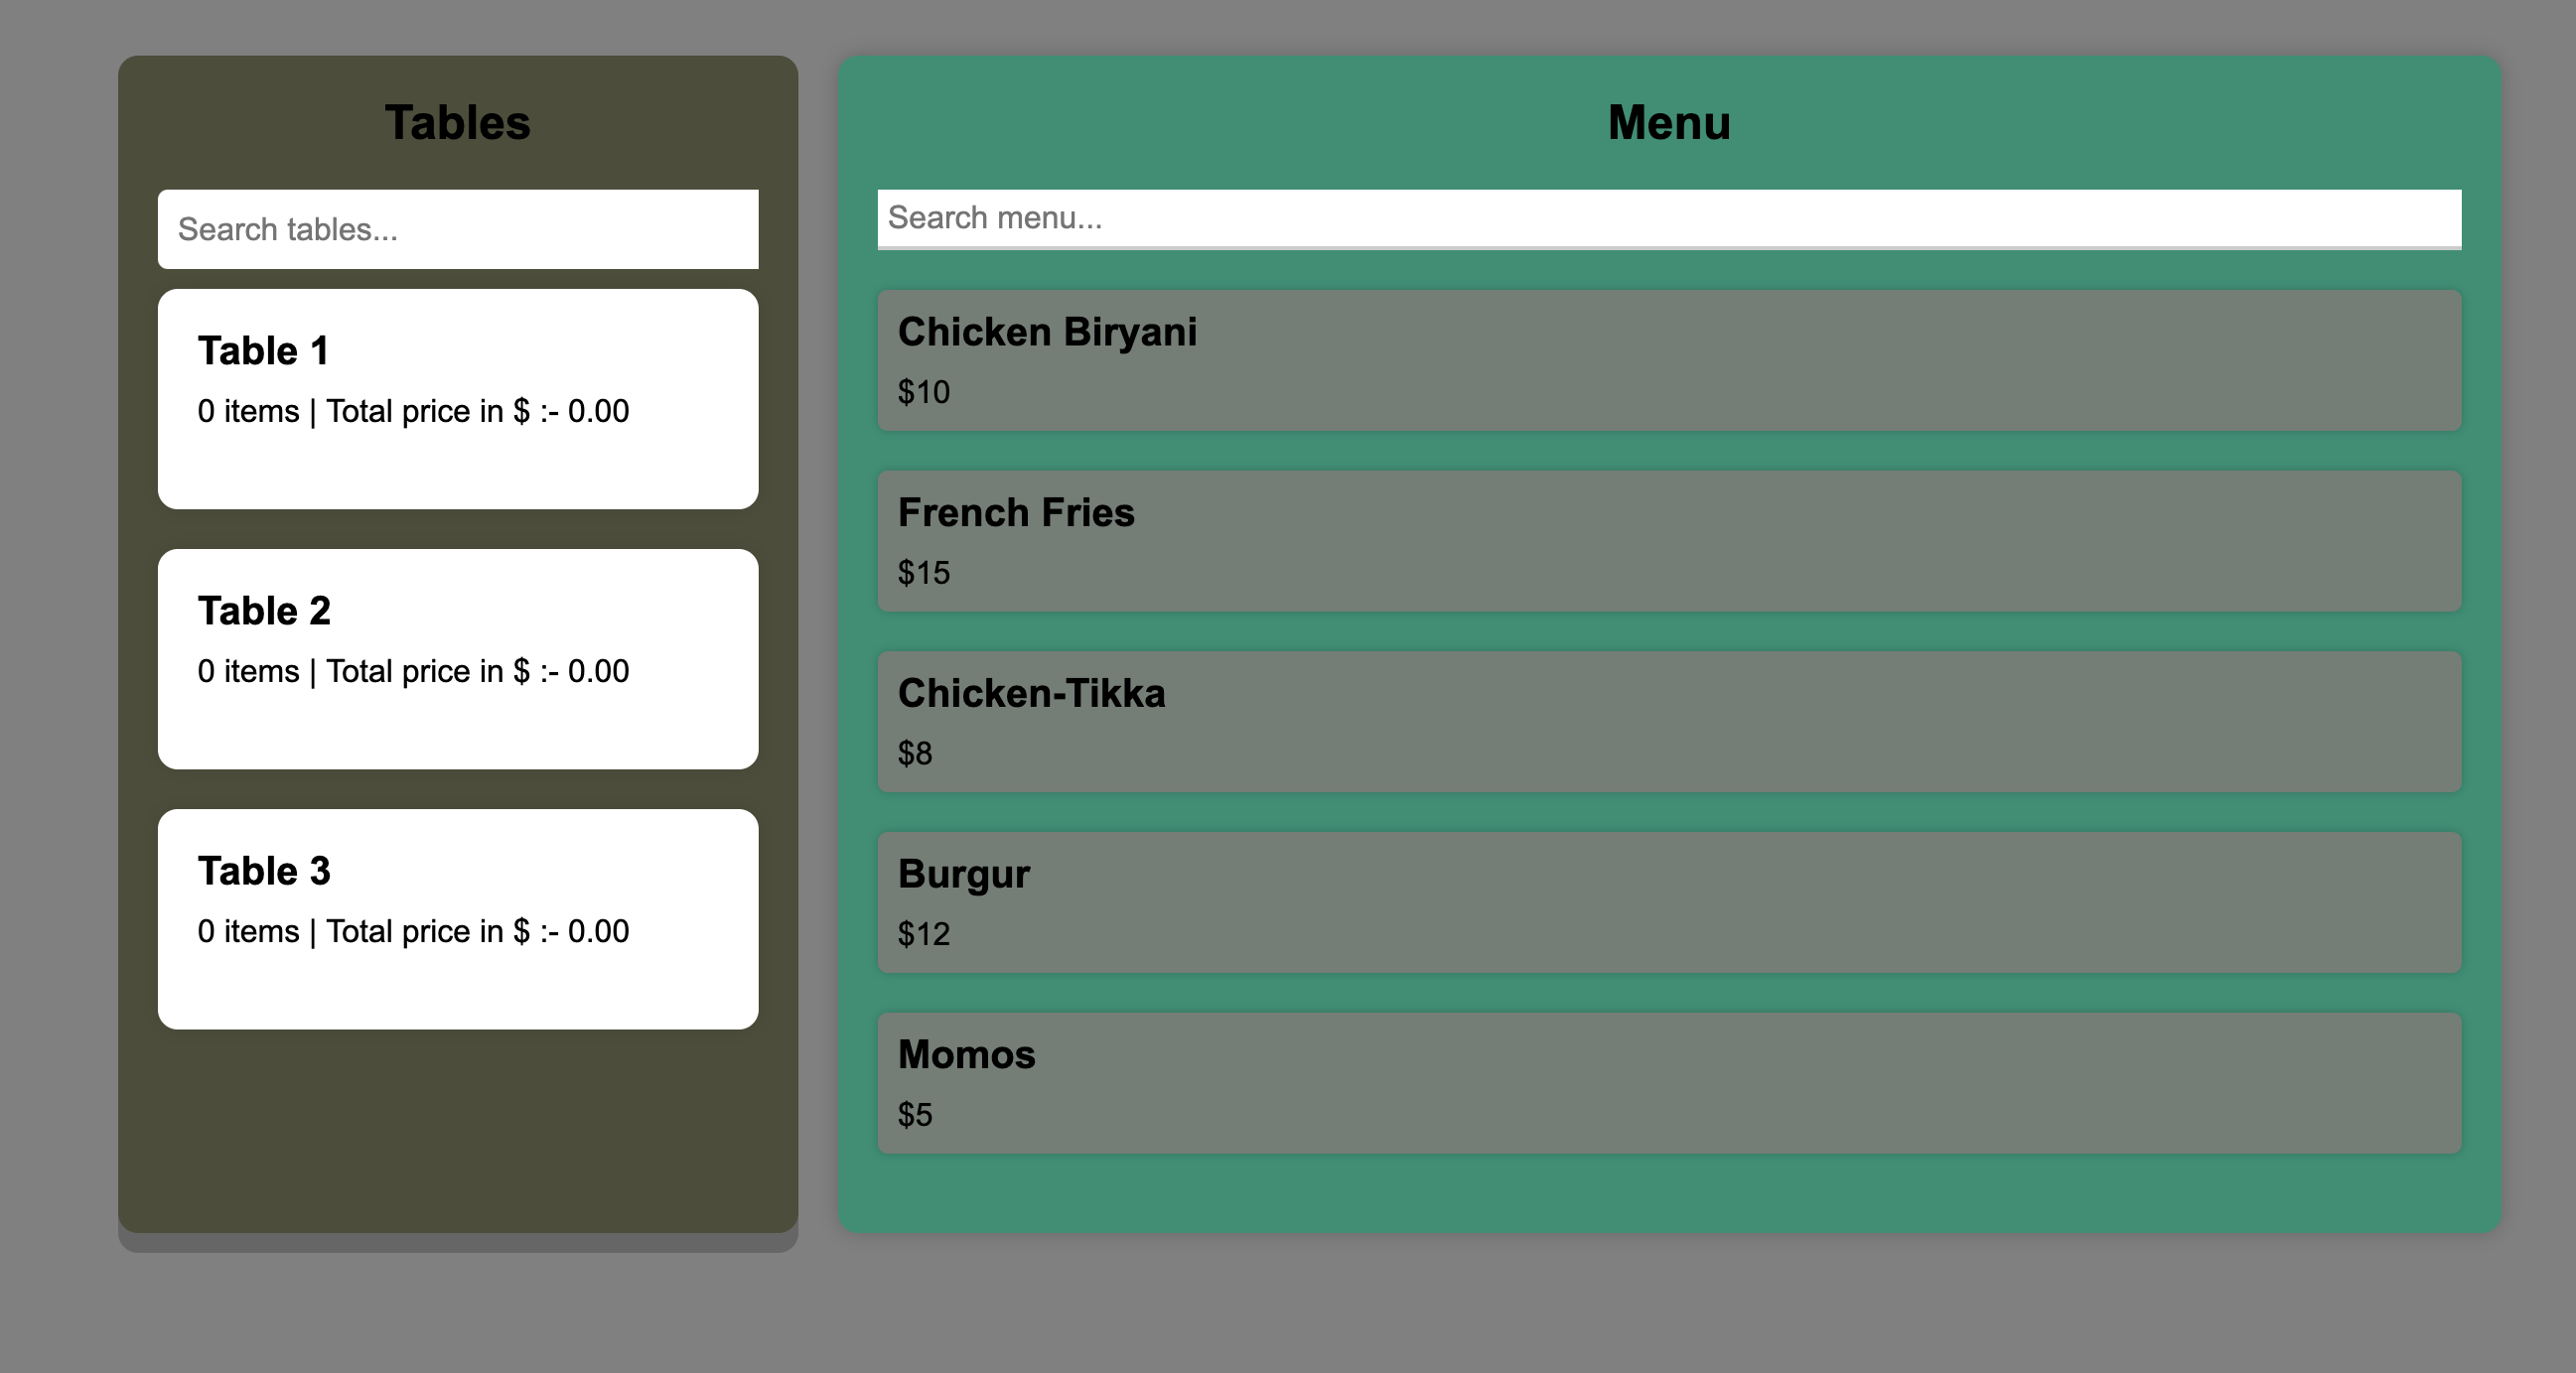 Tables
Search tables...
Table 1
0 items | Total price in $ :- 0.00
Table 2
0 items | Total price in $ :- 0.00
Table 3
0 items | Total price in $ :- 0.00
Menu
Search menu...
Chicken Biryani
$10
French Fries
$15
Chicken-Tikka
$8
Burgur
$12
Momos
$5